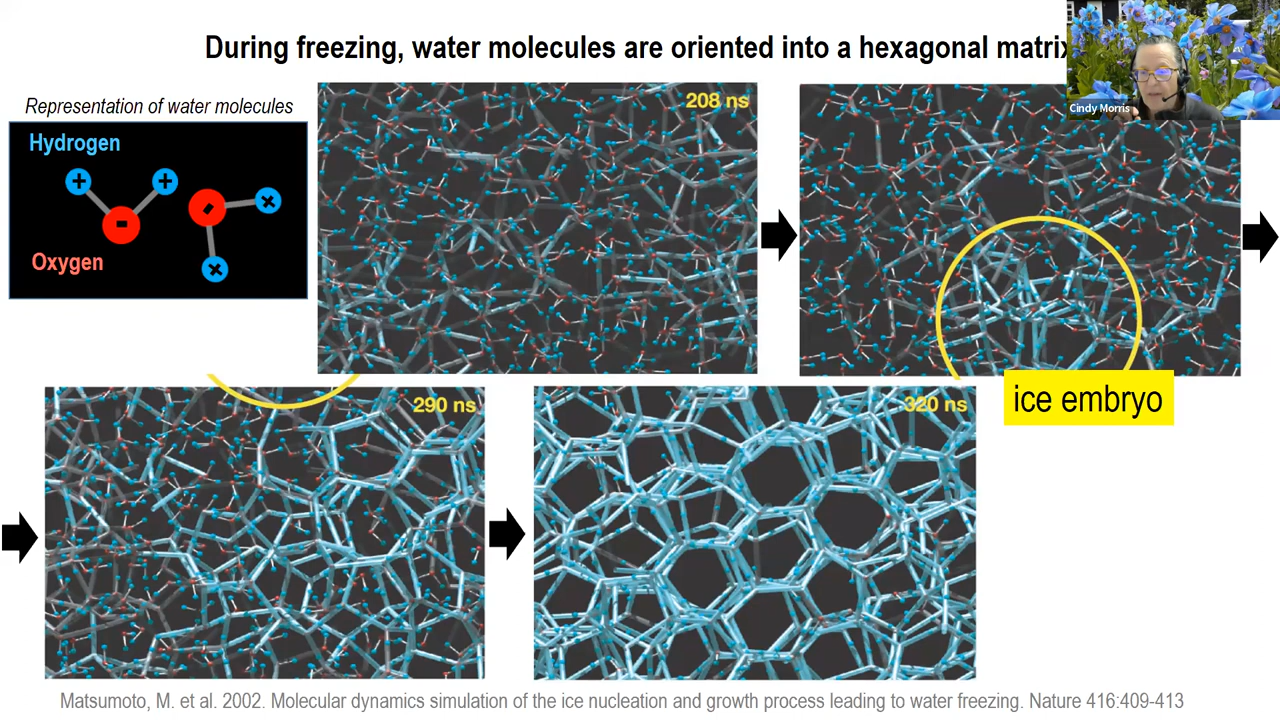 During freezing, water molecules are oriented into a hexagonal matrix
Cindy Morris
Representation of water molecules
Hydrogen
+ +
-
Oxygen
208 ns
ice embryo
290 ns
320 ns
Matsumoto, M. et al. 2002. Molecular dynamics simulation of the ice nucleation and growth process leading to water freezing. Nature 416:409-413